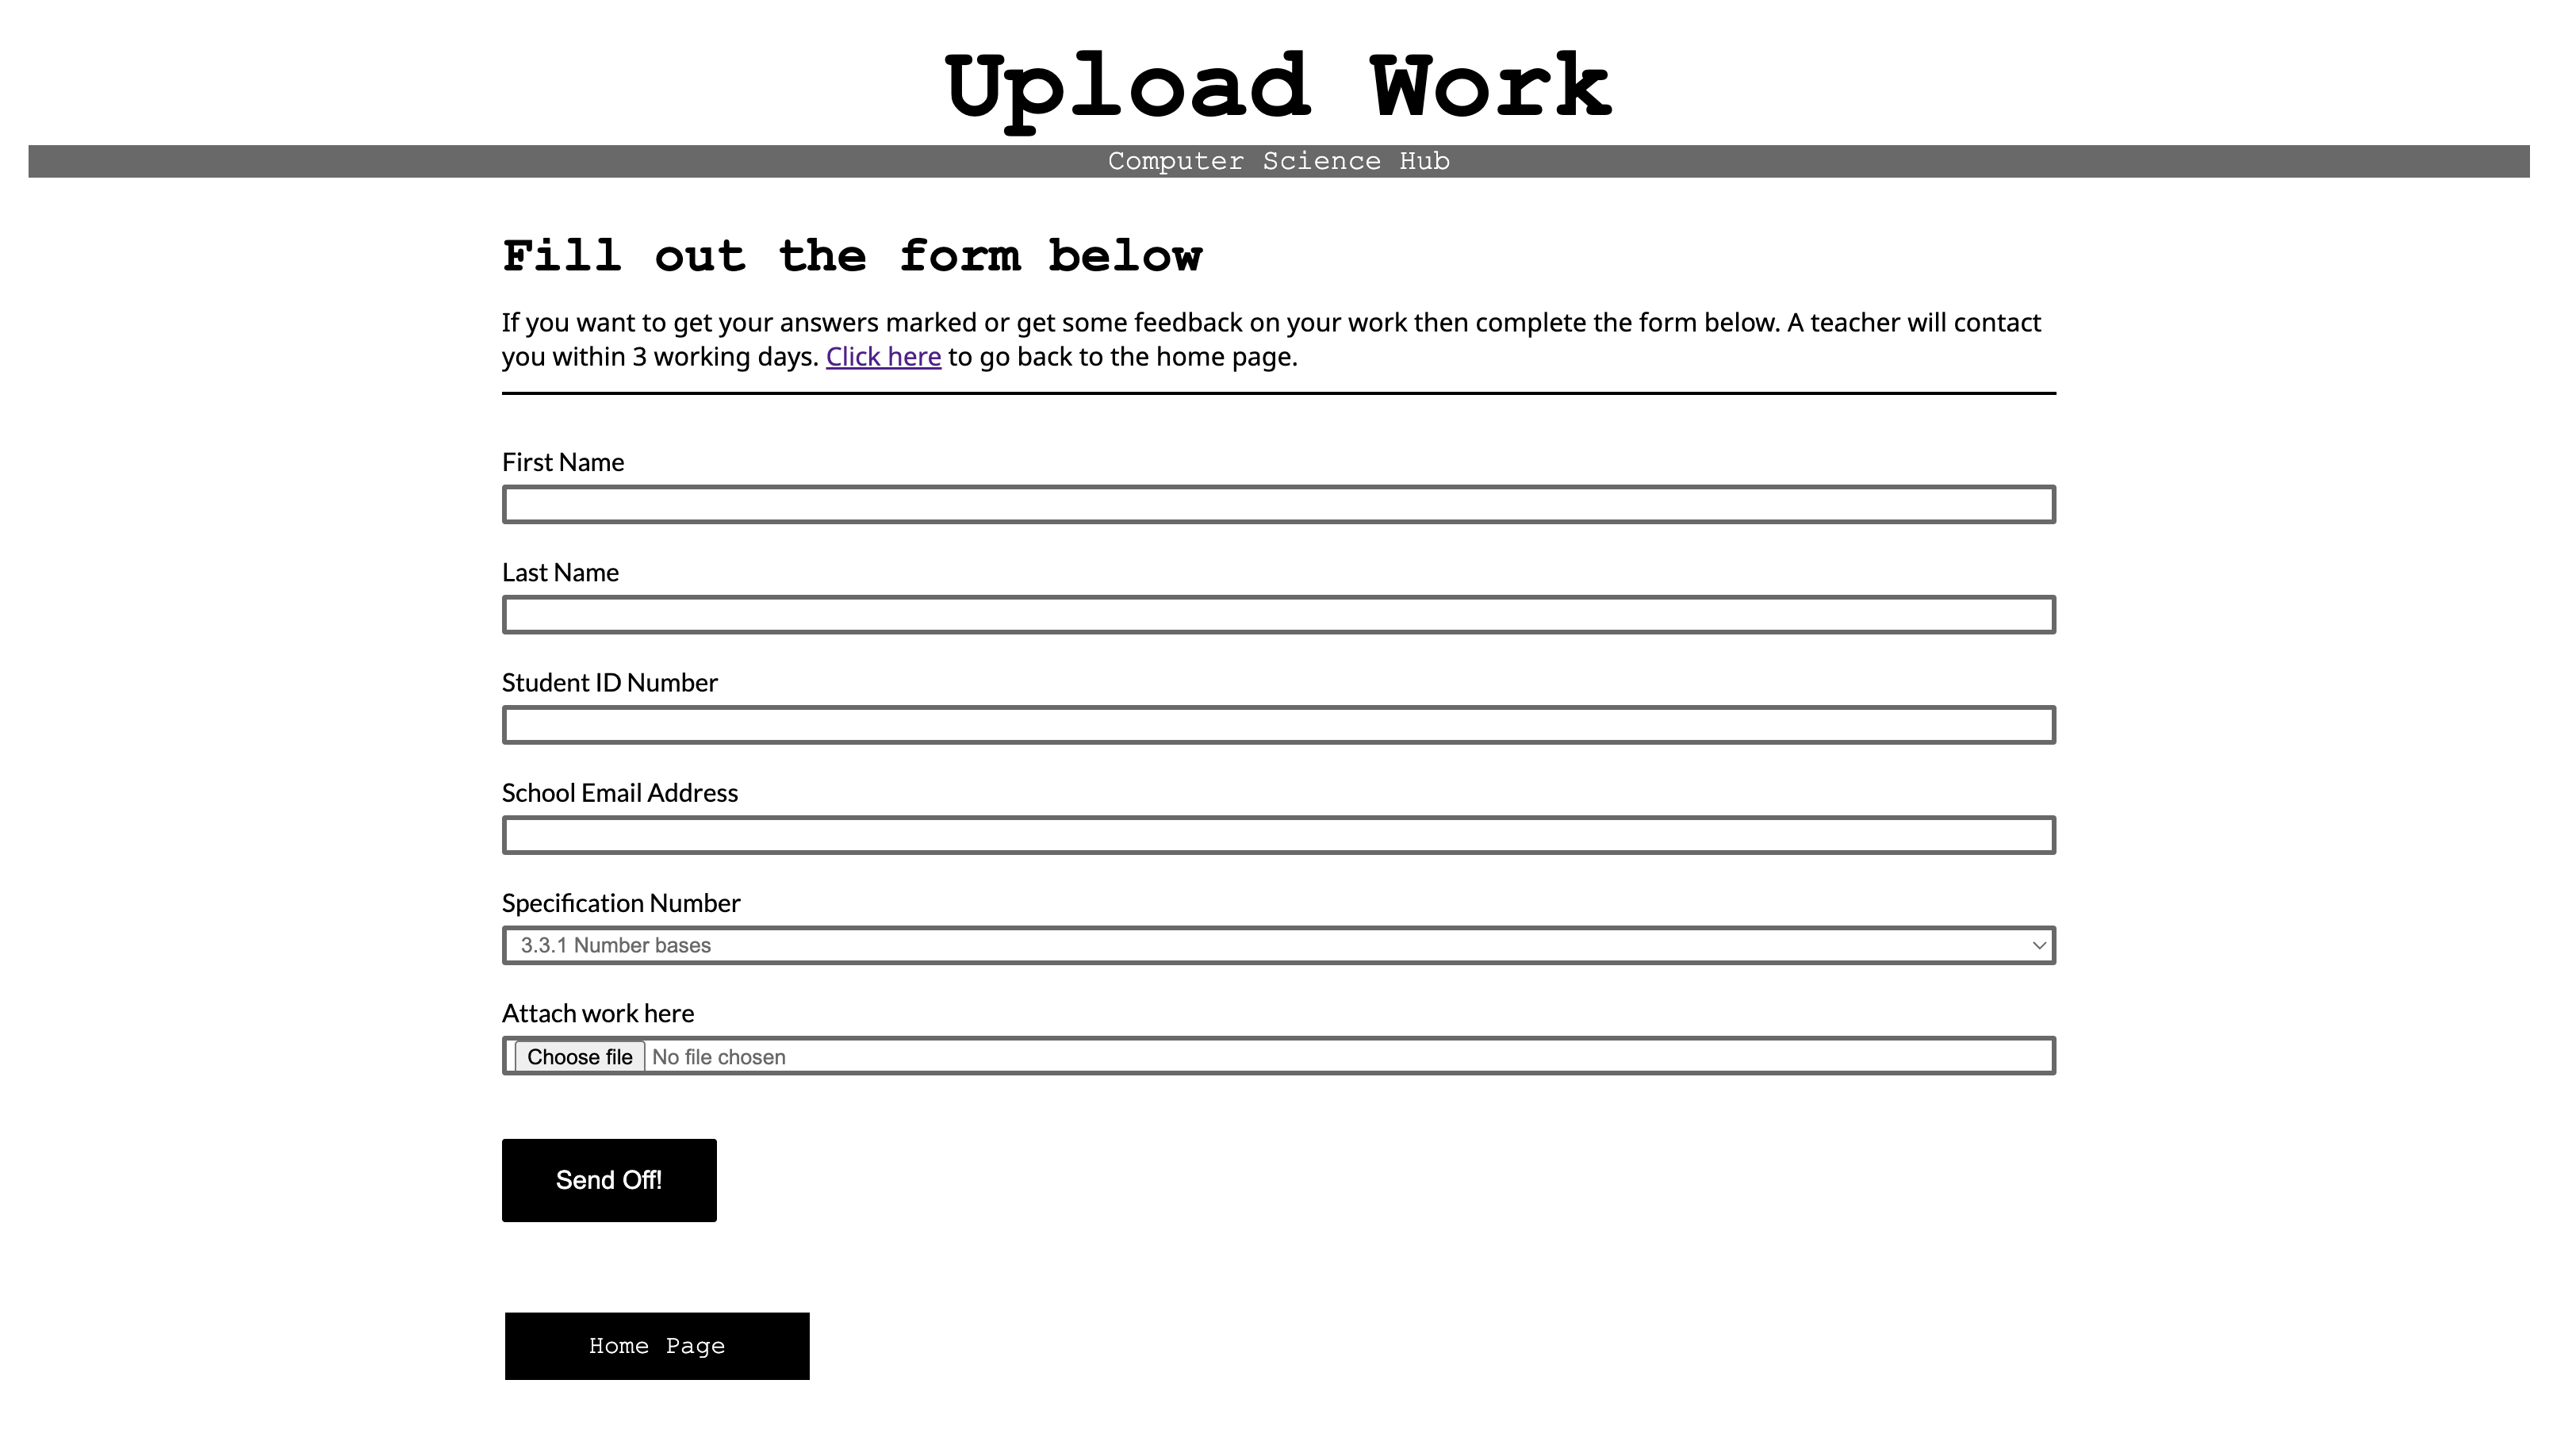 Upload Work
Computer Science Hub
Fill out the form below
If you want to get your answers marked or get some feedback on your work then complete the form below. A teacher will contact
you within 3 working days. Click here to go back to the home page.
First Name
Last Name
Student ID Number
School Email Address
Specification Number
3.3.1 Number bases
Attach work here
Choose file No file chosen
Send Off!
Home Page